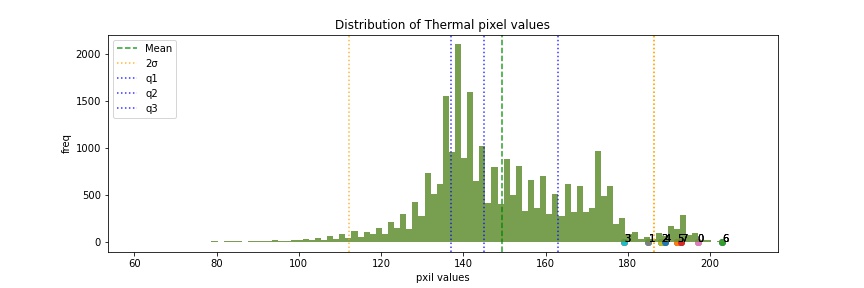 Distribution of Thermal pixel values
Mean
2σ
q1
q2
q3
freq
2000
1500
1000
500
0
3 1 2 4 5 7 0 6
60 80 100 120 140 160 180 200
pxil values